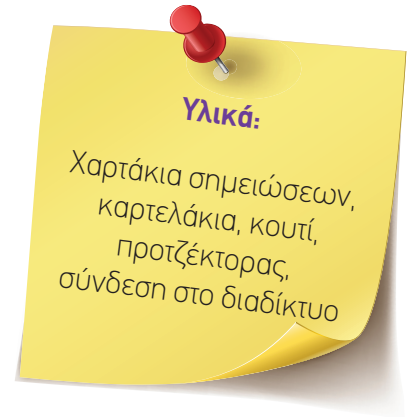 Υλικά:
Χαρτάκια σημειώσεων,
καρτελάκια, κουτί,
προτζέκτορας,
σύνδεση στο διαδίκτυο